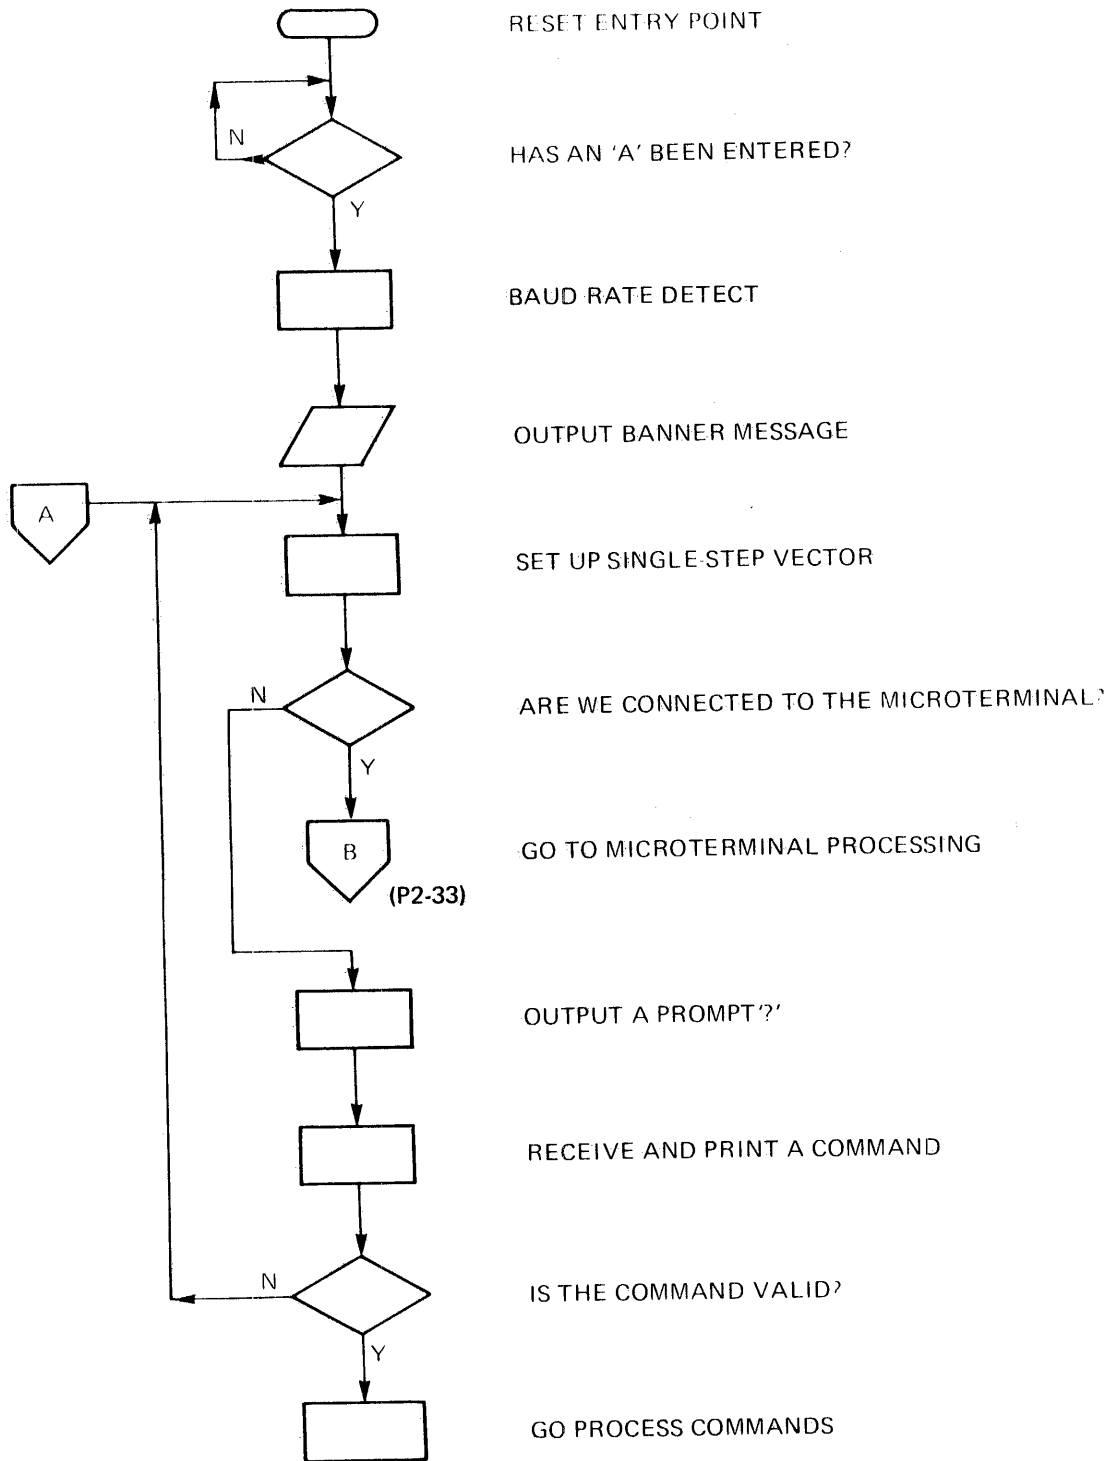 RESET ENTRY POINT
N
HAS AN 'A' BEEN ENTERED?
Y
BAUD RATE DETECT
OUTPUT BANNER MESSAGE
A
SET UP SINGLE-STEP VECTOR
N
ARE WE CONNECTED TO THE MICROTERMINAL?
Y
B
GO TO MICROTERMINAL PROCESSING
(P2-33)
OUTPUT A PROMPT '?'
RECEIVE AND PRINT A COMMAND
N
IS THE COMMAND VALID?
Y
GO PROCESS COMMANDS